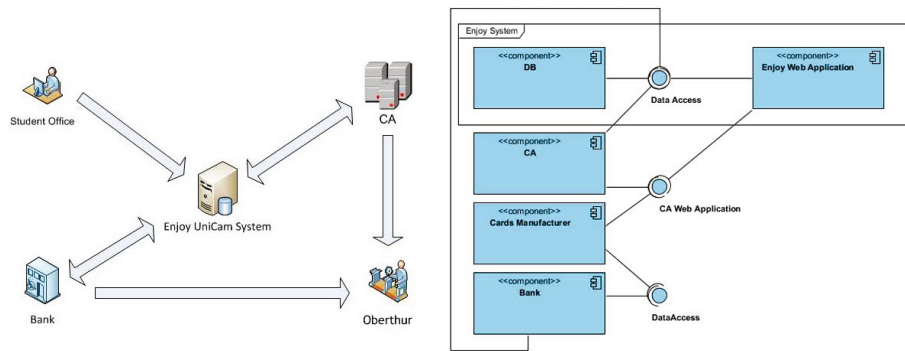 Student Office
CA
Enjoy UniCam System
Bank
Oberthur
Enjoy System
<<component>>
DB
Data Access
<<component>>
Enjoy Web Application
<<component>>
CA
CA Web Application
<<component>>
Cards Manufacturer
<<component>>
Bank
DataAccess